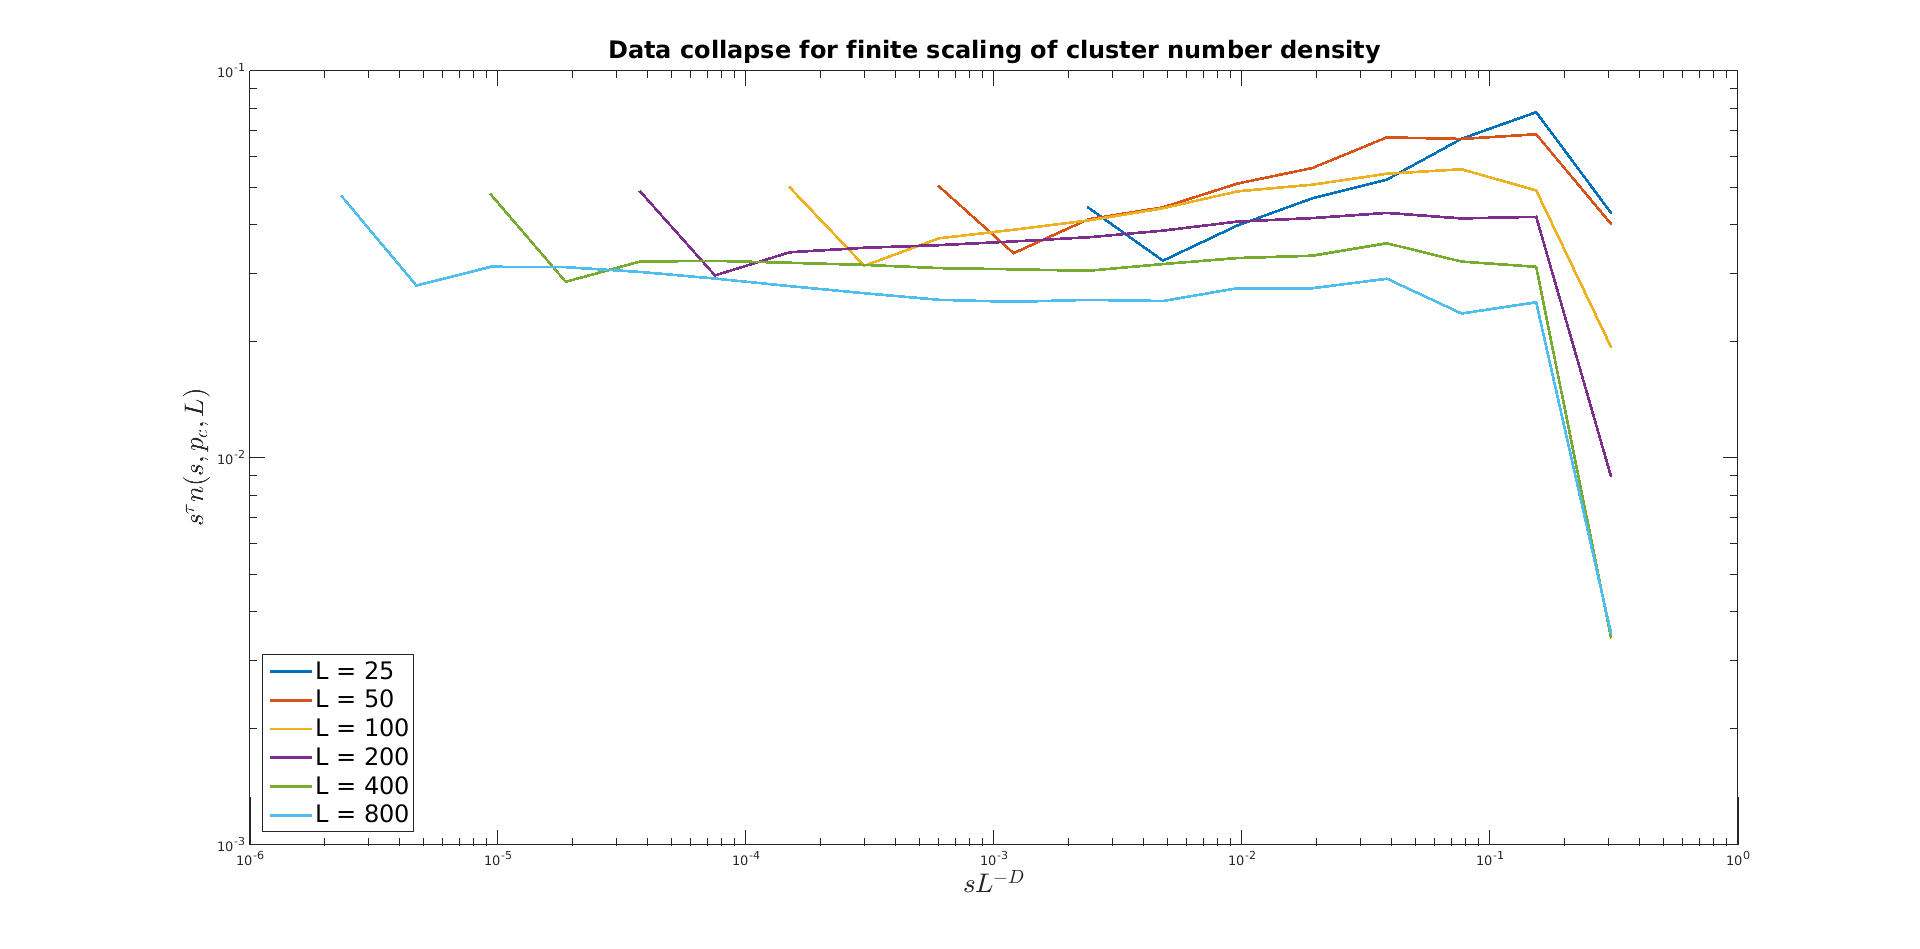 Data collapse for finite scaling of cluster number density
10^-1
10^-2
10^-3
s^τ n(s, p_c, L)
L = 25
L = 50
L = 100
L = 200
L = 400
L = 800
10^-6 10^-5 10^-4 10^-3 10^-2 10^-1 10^0
sL^-D